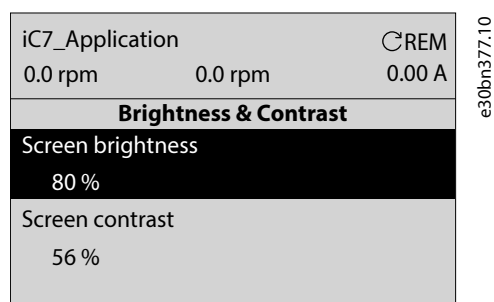 iC7_Application REM
0.0 rpm 0.0 rpm 0.00 A
Brightness & Contrast
Screen brightness
80 %
Screen contrast
56 %
e30bn377.10